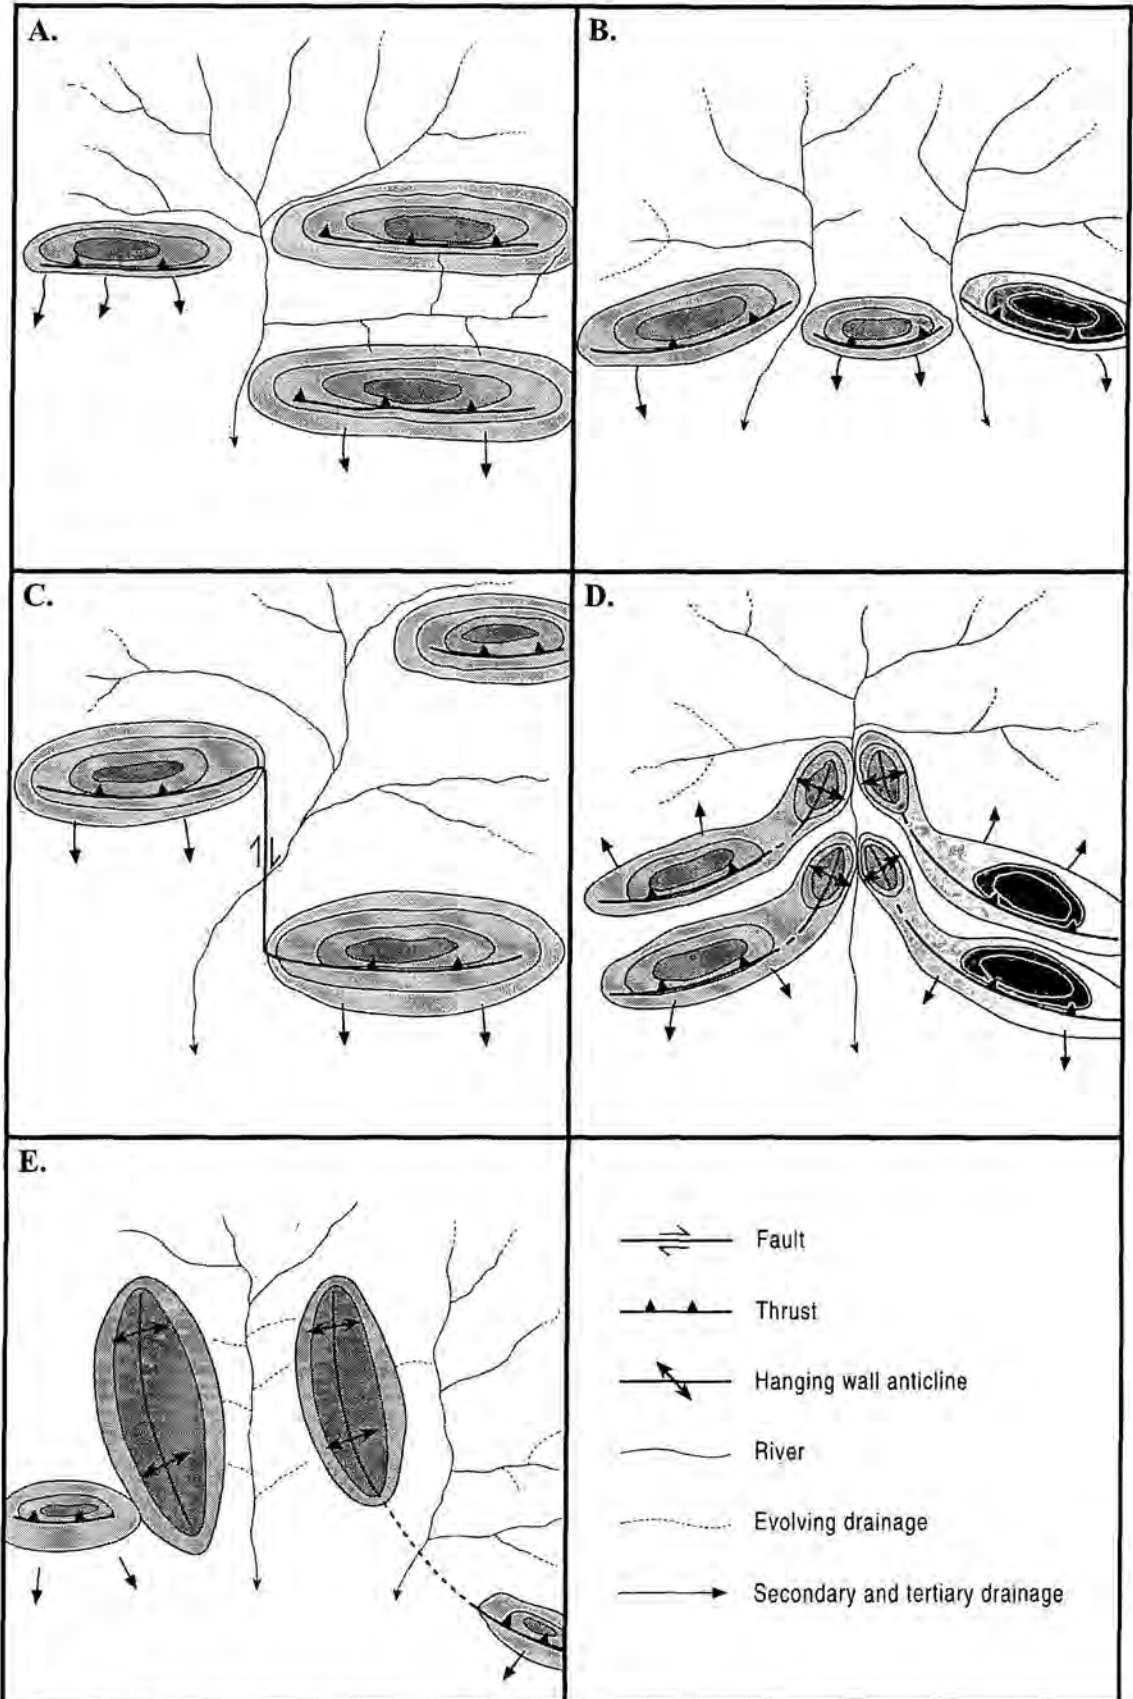 A.
B.
C.
D.
E.
Fault
Thrust
Hanging wall anticline
River
Evolving drainage
Secondary and tertiary drainage